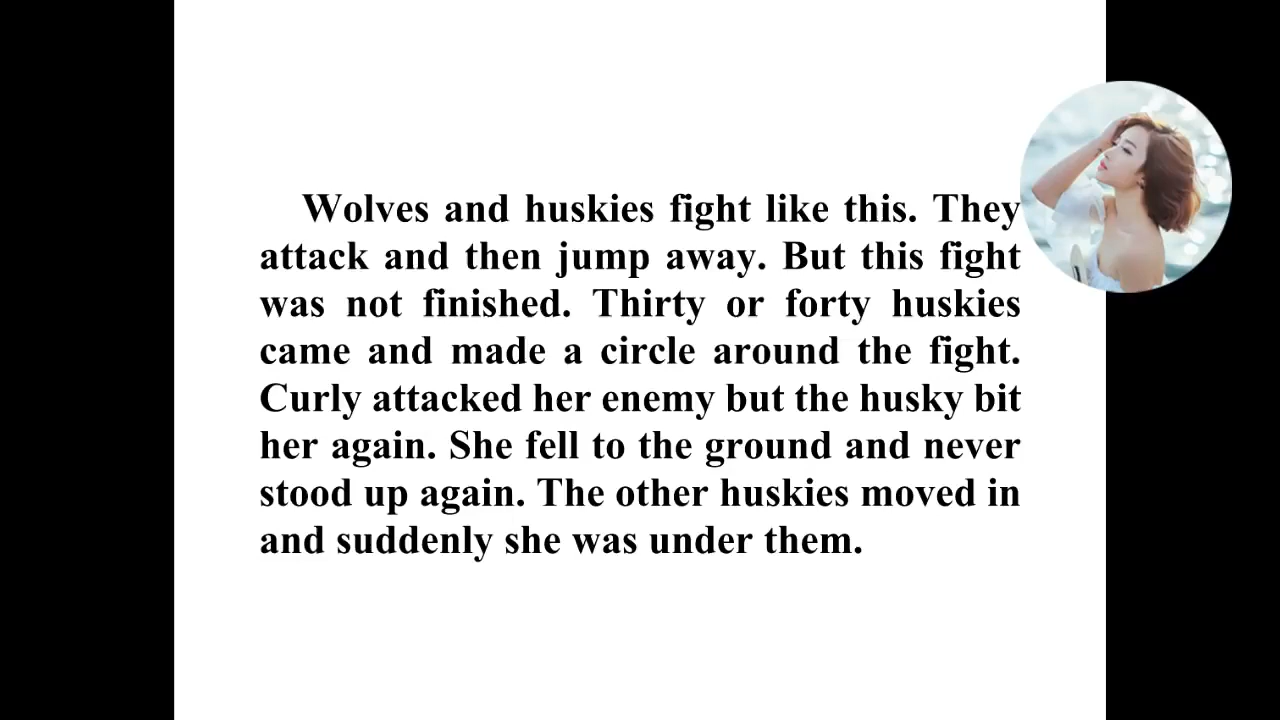 Wolves and huskies fight like this. They
attack and then jump away. But this fight
was not finished. Thirty or forty huskies
came and made a circle around the fight.
Curly attacked her enemy but the husky bit
her again. She fell to the ground and never
stood up again. The other huskies moved in
and suddenly she was under them.